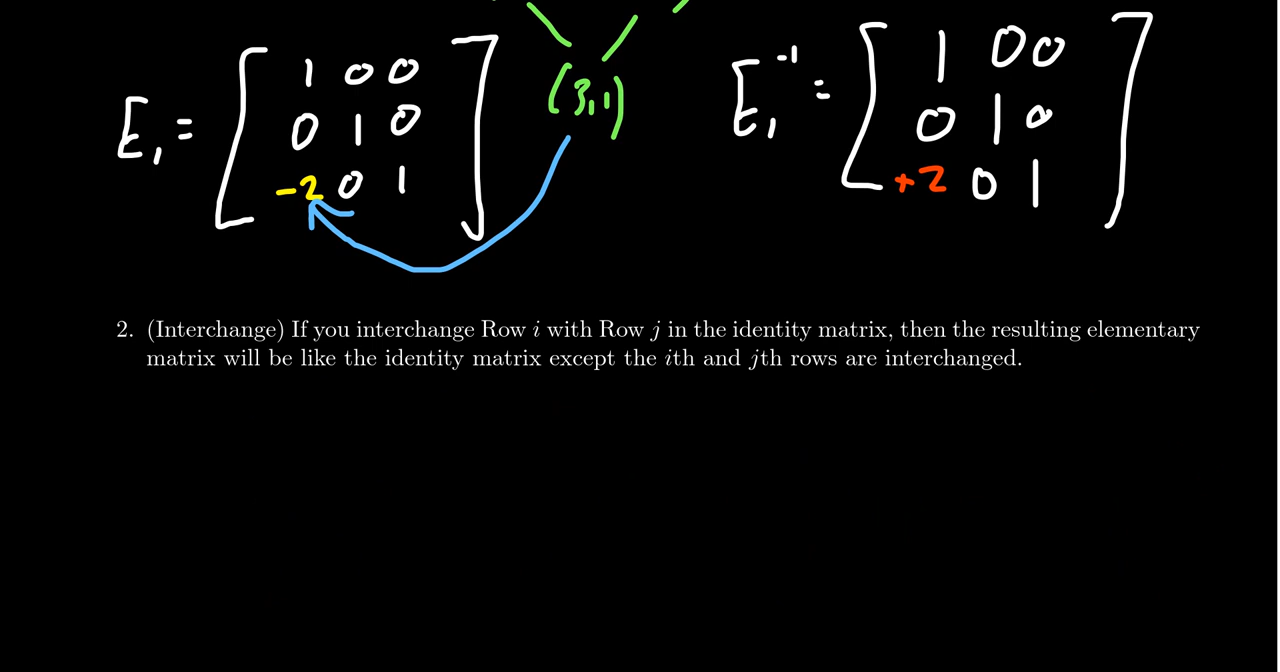 E₁ = [ 1 0 0
0 1 0
-2 0 1 ]
(3,1)
E₁⁻¹ = [ 1 0 0
0 1 0
+2 0 1 ]
2. (Interchange) If you interchange Row i with Row j in the identity matrix, then the resulting elementary
matrix will be like the identity matrix except the ith and jth rows are interchanged.